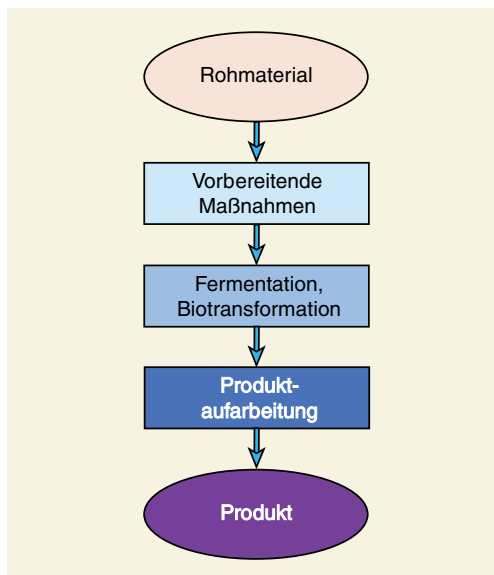 Rohmaterial
Vorbereitende
Maßnahmen
Fermentation,
Biotransformation
Produkt-
aufarbeitung
Produkt